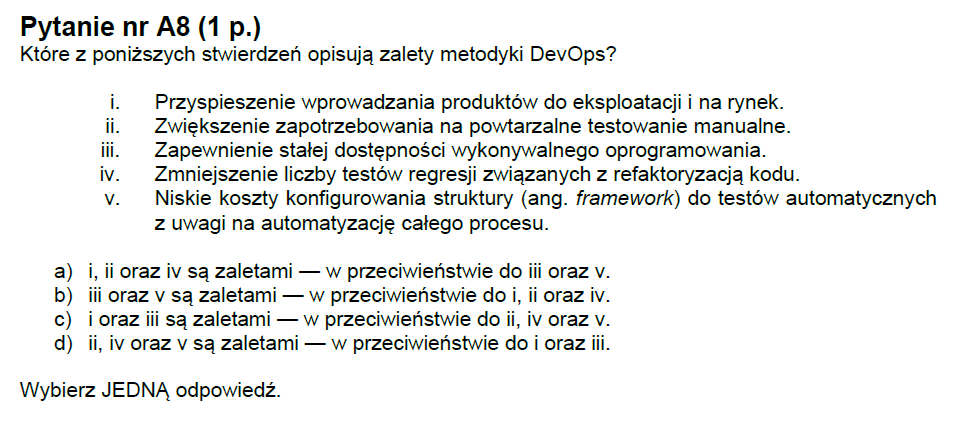 Pytanie nr A8 (1 p.)
Które z poniższych stwierdzeń opisują zalety metodyki DevOps?
i. Przyspieszenie wprowadzania produktów do eksploatacji i na rynek.
ii. Zwiększenie zapotrzebowania na powtarzalne testowanie manualne.
iii. Zapewnienie stałej dostępności wykonywalnego oprogramowania.
iv. Zmniejszenie liczby testów regresji związanych z refaktoryzacją kodu.
v. Niskie koszty konfigurowania struktury (ang. framework) do testów automatycznych
z uwagi na automatyzację całego procesu.
a) i, ii oraz iv są zaletami — w przeciwieństwie do iii oraz v.
b) iii oraz v są zaletami — w przeciwieństwie do i, ii oraz iv.
c) i oraz iii są zaletami — w przeciwieństwie do ii, iv oraz v.
d) ii, iv oraz v są zaletami — w przeciwieństwie do i oraz iii.
Wybierz JEDNĄ odpowiedź.